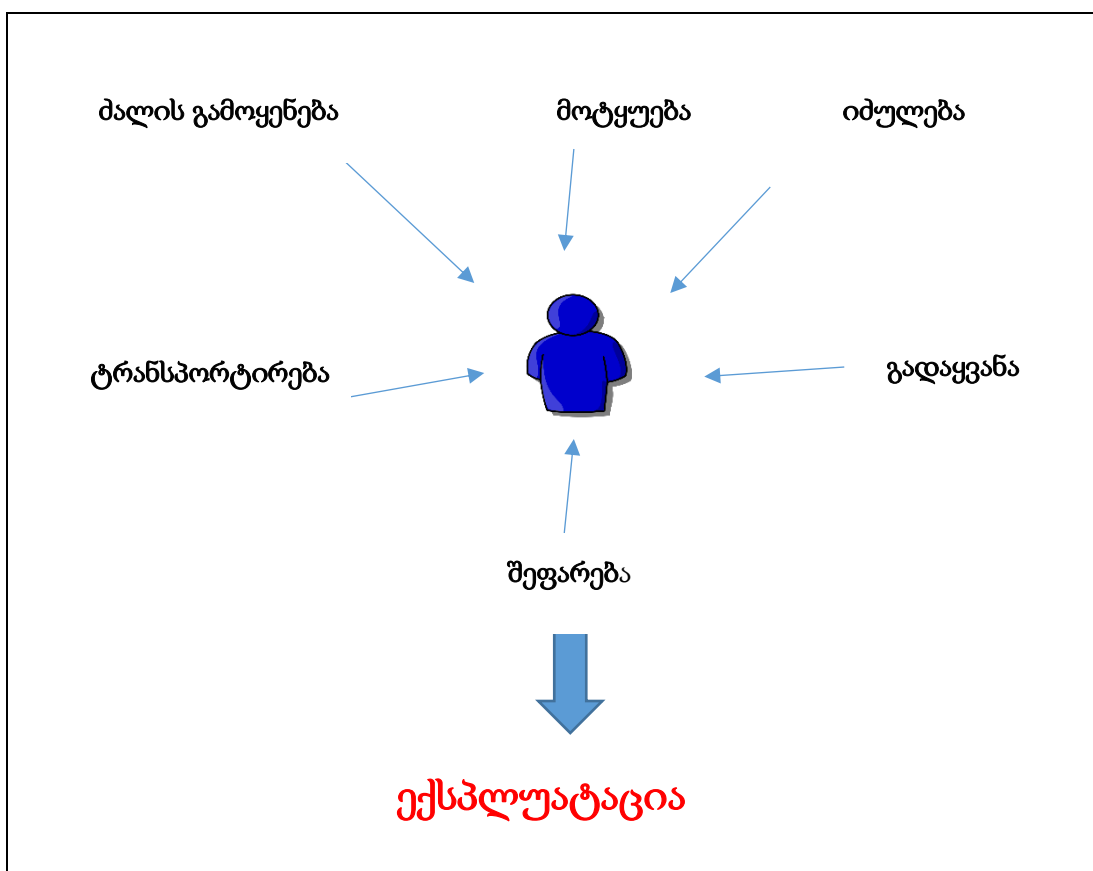 ძალის გამოყენება
მოტყუება
იძულება
ტრანსპორტირება
გადაყვანა
შეფარება
ექსპლუატაცია